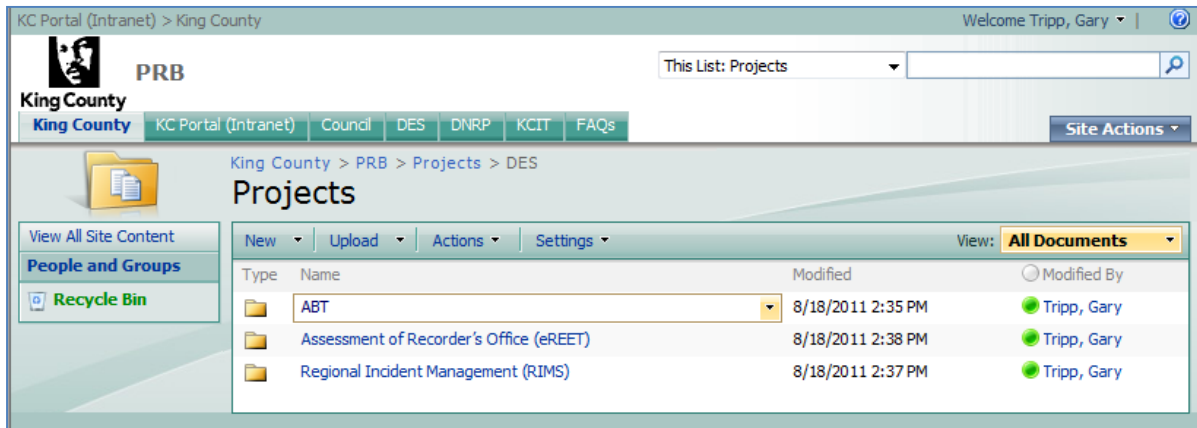 KC Portal (Intranet) > King County
Welcome Tripp, Gary
PRB
This List: Projects
King County
King County KC Portal (Intranet) Council DES DNRP KCIT FAQs
Site Actions
King County > PRB > Projects > DES
Projects
View All Site Content
People and Groups
Recycle Bin
New Upload Actions Settings View: All Documents
Type Name Modified Modified By
ABT 8/18/2011 2:35 PM Tripp, Gary
Assessment of Recorder's Office (eREET) 8/18/2011 2:38 PM Tripp, Gary
Regional Incident Management (RIMS) 8/18/2011 2:37 PM Tripp, Gary